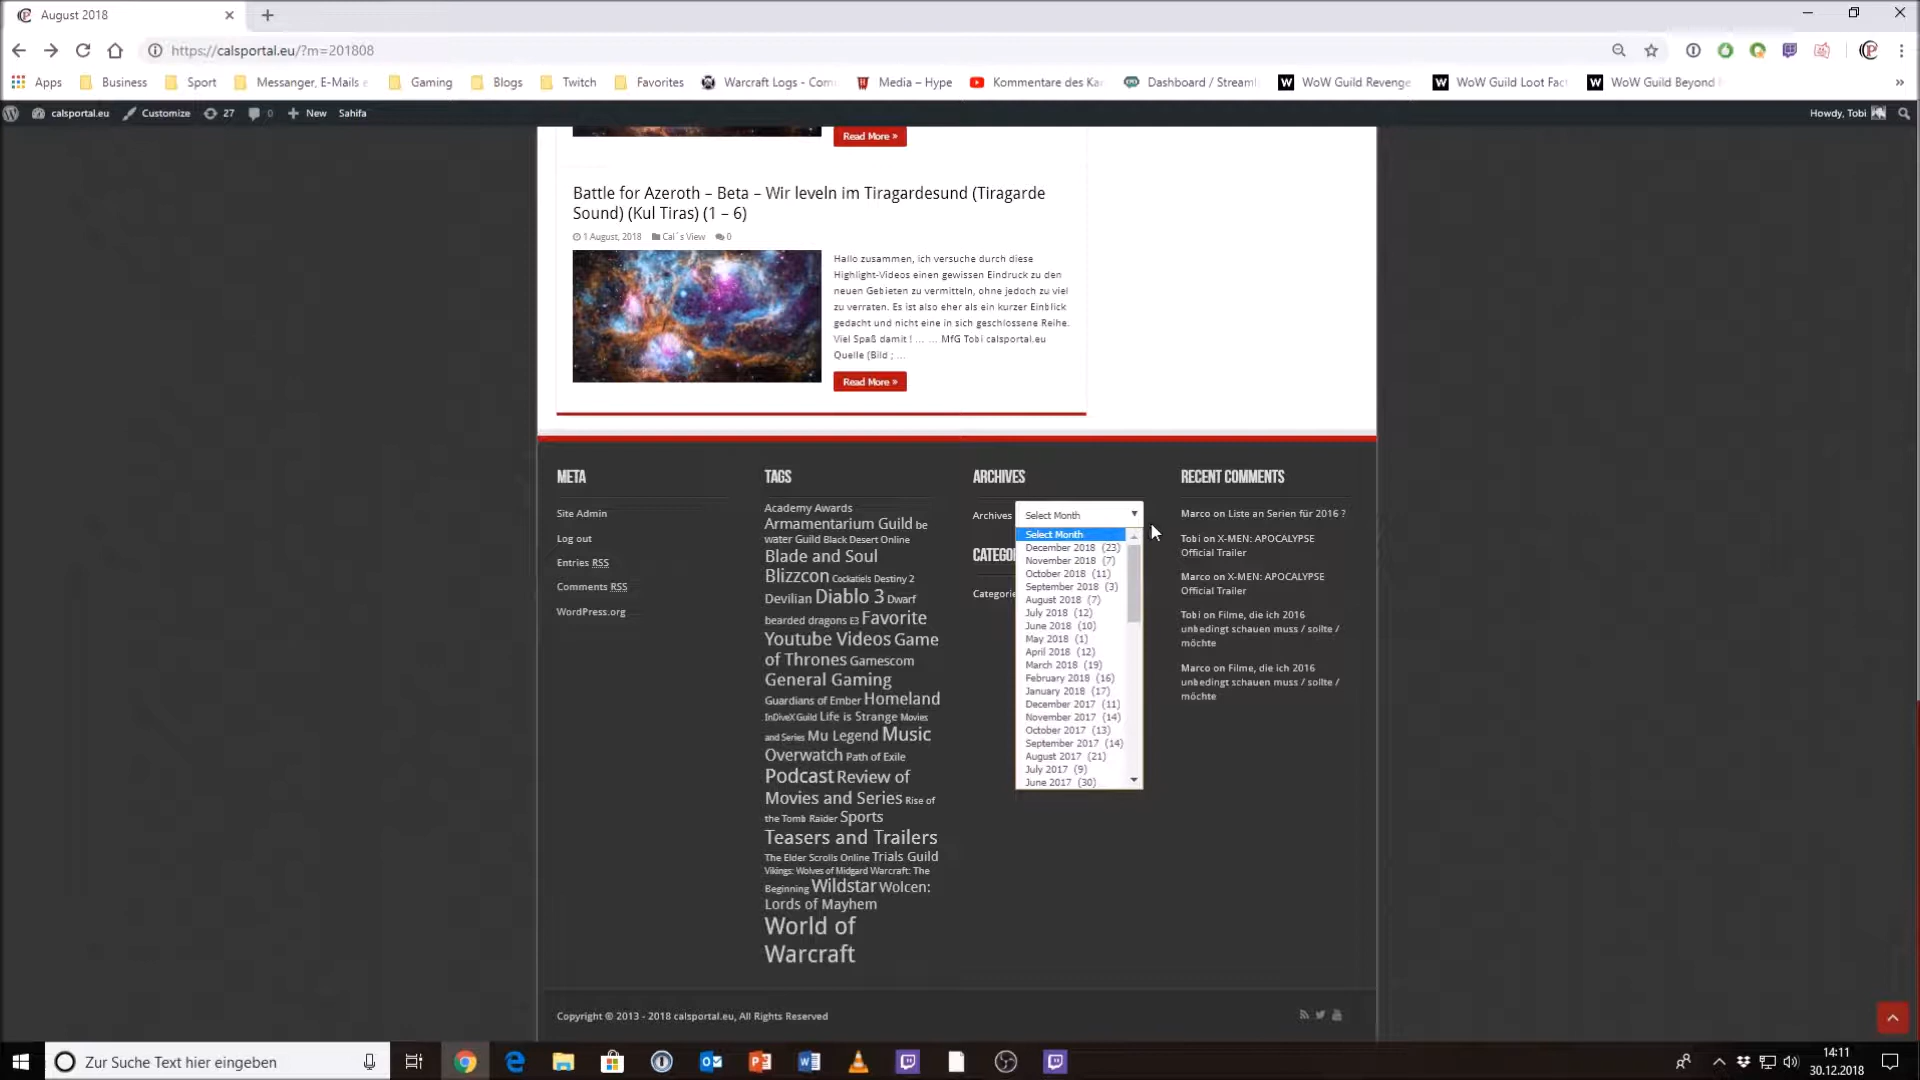 August 2018
https://calsportal.eu/?m=201808
Apps Business Sport Messanger, E-Mails e Gaming Blogs Twitch Favorites Warcraft Logs - Com Media – Hype Kommentare des Ka Dashboard / Streaml WoW Guild Revenge WoW Guild Loot Fac WoW Guild Beyond »
calsportal.eu Customize 27 0 New Sahifa Howdy, Tobi
Read More »
Battle for Azeroth – Beta – Wir leveln im Tiragardesund (Tiragarde
Sound) (Kul Tiras) (1 – 6)
1 August, 2018 Cal´s View 0
Hallo zusammen, ich versuche durch diese
Highlight-Videos einen gewissen Eindruck zu den
neuen Gebieten zu vermitteln, ohne jedoch zu viel
zu verraten. Es ist also eher als ein kurzer Einblick
gedacht und nicht eine in sich geschlossene Reihe.
Viel Spaß damit ! … … MfG Tobi calsportal.eu
Quelle (Bild ; …
Read More »
META
Site Admin
Log out
Entries RSS
Comments RSS
WordPress.org
TAGS
Academy Awards
Armamentarium Guild be
water Guild Black Desert Online
Blade and Soul
Blizzcon Cockatiels Destiny 2
Devilian Diablo 3 Dwarf
bearded dragons E3 Favorite
Youtube Videos Game
of Thrones Gamescom
General Gaming
Guardians of Ember Homeland
InDiveX Guild Life is Strange Movies
and Series Mu Legend Music
Overwatch Path of Exile
Podcast Review of
Movies and Series Rise of
the Tomb Raider Sports
Teasers and Trailers
The Elder Scrolls Online Trials Guild
Vikings: Wolves of Midgard Warcraft: The
Beginning Wildstar Wolcen:
Lords of Mayhem
World of
Warcraft
ARCHIVES
Archives Select Month
Select Month
December 2018 (23)
November 2018 (7)
October 2018 (11)
September 2018 (3)
August 2018 (7)
July 2018 (12)
June 2018 (10)
May 2018 (1)
April 2018 (12)
March 2018 (19)
February 2018 (16)
January 2018 (17)
December 2017 (11)
November 2017 (14)
October 2017 (13)
September 2017 (14)
August 2017 (21)
July 2017 (9)
June 2017 (30)
CATEGO
Categorie
RECENT COMMENTS
Marco on Liste an Serien für 2016 ?
Tobi on X-MEN: APOCALYPSE
Official Trailer
Marco on X-MEN: APOCALYPSE
Official Trailer
Tobi on Filme, die ich 2016
unbedingt schauen muss / sollte /
möchte
Marco on Filme, die ich 2016
unbedingt schauen muss / sollte /
möchte
Copyright © 2013 - 2018 calsportal.eu, All Rights Reserved
Zur Suche Text hier eingeben
14:11
30.12.2018